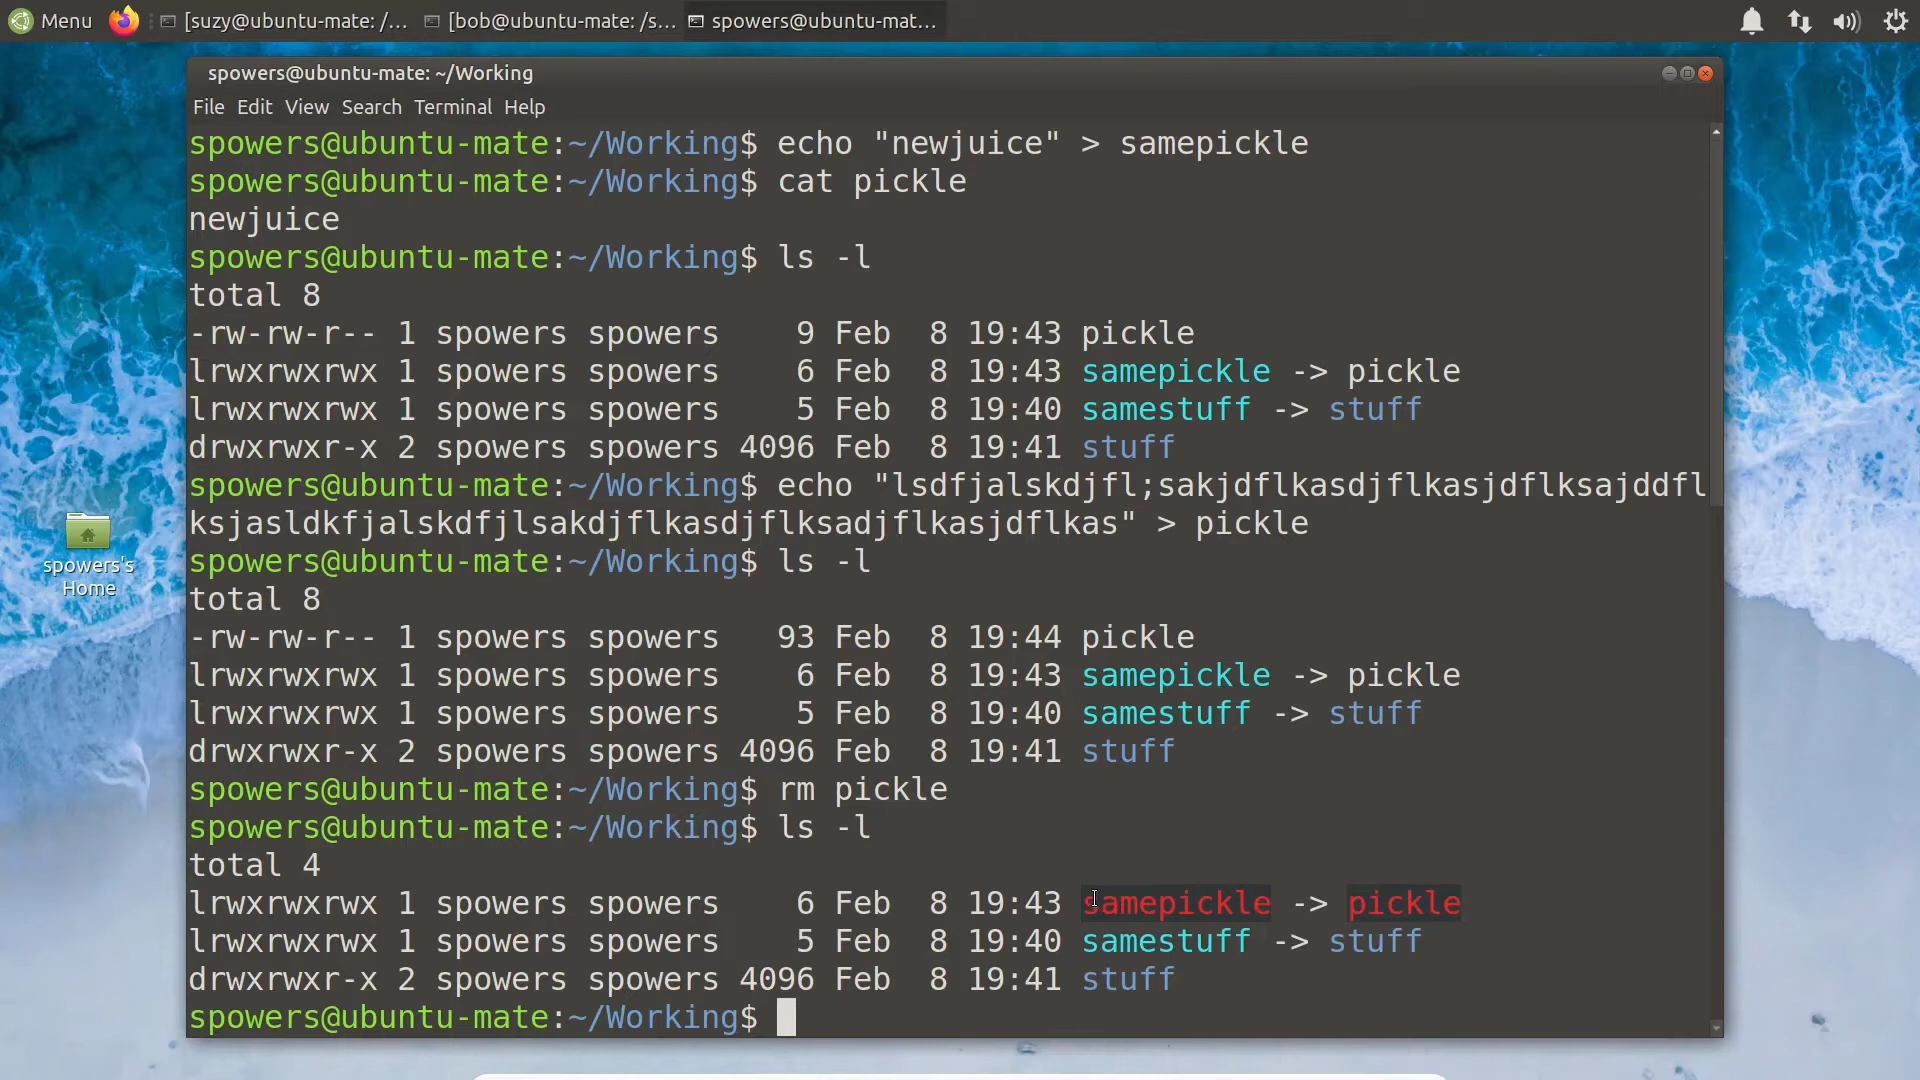 Menu [suzy@ubuntu-mate: /... [bob@ubuntu-mate: /s... spowers@ubuntu-mat...
spowers@ubuntu-mate: ~/Working
File Edit View Search Terminal Help
spowers@ubuntu-mate:~/Working$ echo "newjuice" > samepickle
spowers@ubuntu-mate:~/Working$ cat pickle
newjuice
spowers@ubuntu-mate:~/Working$ ls -l
total 8
-rw-rw-r-- 1 spowers spowers    9 Feb  8 19:43 pickle
lrwxrwxrwx 1 spowers spowers    6 Feb  8 19:43 samepickle -> pickle
lrwxrwxrwx 1 spowers spowers    5 Feb  8 19:40 samestuff -> stuff
drwxrwxr-x 2 spowers spowers 4096 Feb  8 19:41 stuff
spowers@ubuntu-mate:~/Working$ echo "lsdfjalskdjfl;sakjdflkasdjflkasjdflksajddfl
ksjasldkfjalskdfjlsakdjflkasdjflksadjflkasjdflkas" > pickle
spowers@ubuntu-mate:~/Working$ ls -l
total 8
-rw-rw-r-- 1 spowers spowers   93 Feb  8 19:44 pickle
lrwxrwxrwx 1 spowers spowers    6 Feb  8 19:43 samepickle -> pickle
lrwxrwxrwx 1 spowers spowers    5 Feb  8 19:40 samestuff -> stuff
drwxrwxr-x 2 spowers spowers 4096 Feb  8 19:41 stuff
spowers@ubuntu-mate:~/Working$ rm pickle
spowers@ubuntu-mate:~/Working$ ls -l
total 4
lrwxrwxrwx 1 spowers spowers    6 Feb  8 19:43 samepickle -> pickle
lrwxrwxrwx 1 spowers spowers    5 Feb  8 19:40 samestuff -> stuff
drwxrwxr-x 2 spowers spowers 4096 Feb  8 19:41 stuff
spowers@ubuntu-mate:~/Working$
spowers's
Home